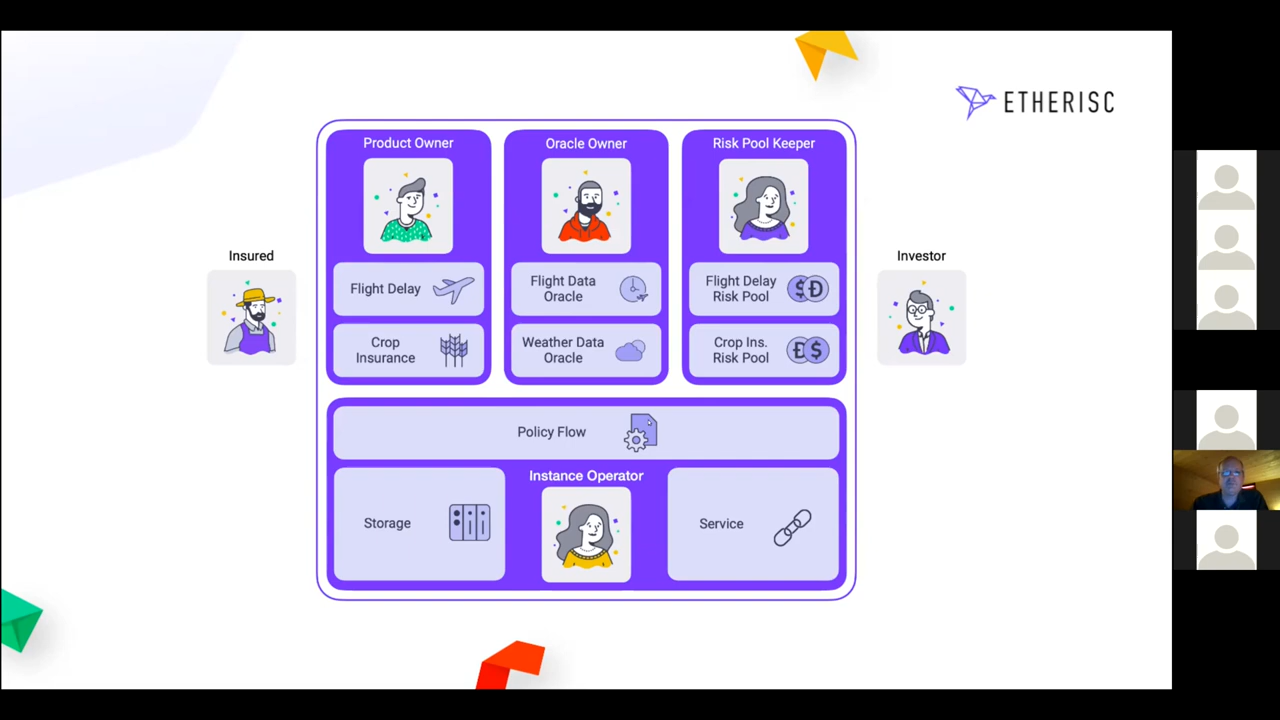 ETHERISC
Product Owner
Oracle Owner
Risk Pool Keeper
Insured
Investor
Flight Delay
Flight Data
Oracle
Flight Delay
Risk Pool
Crop
Insurance
Weather Data
Oracle
Crop Ins.
Risk Pool
Policy Flow
Instance Operator
Storage
Service